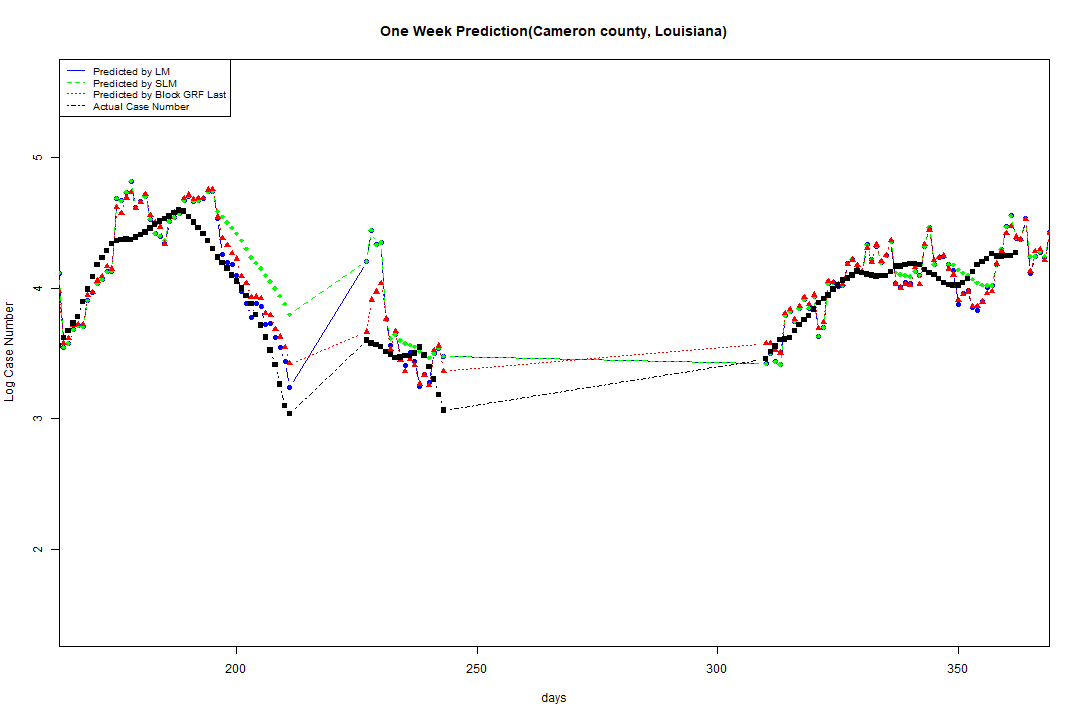 One Week Prediction(Cameron county, Louisiana)
Predicted by LM
Predicted by SLM
Predicted by Block GRF Last
Actual Case Number
5
4
3
2
Log Case Number
200
250
300
350
days